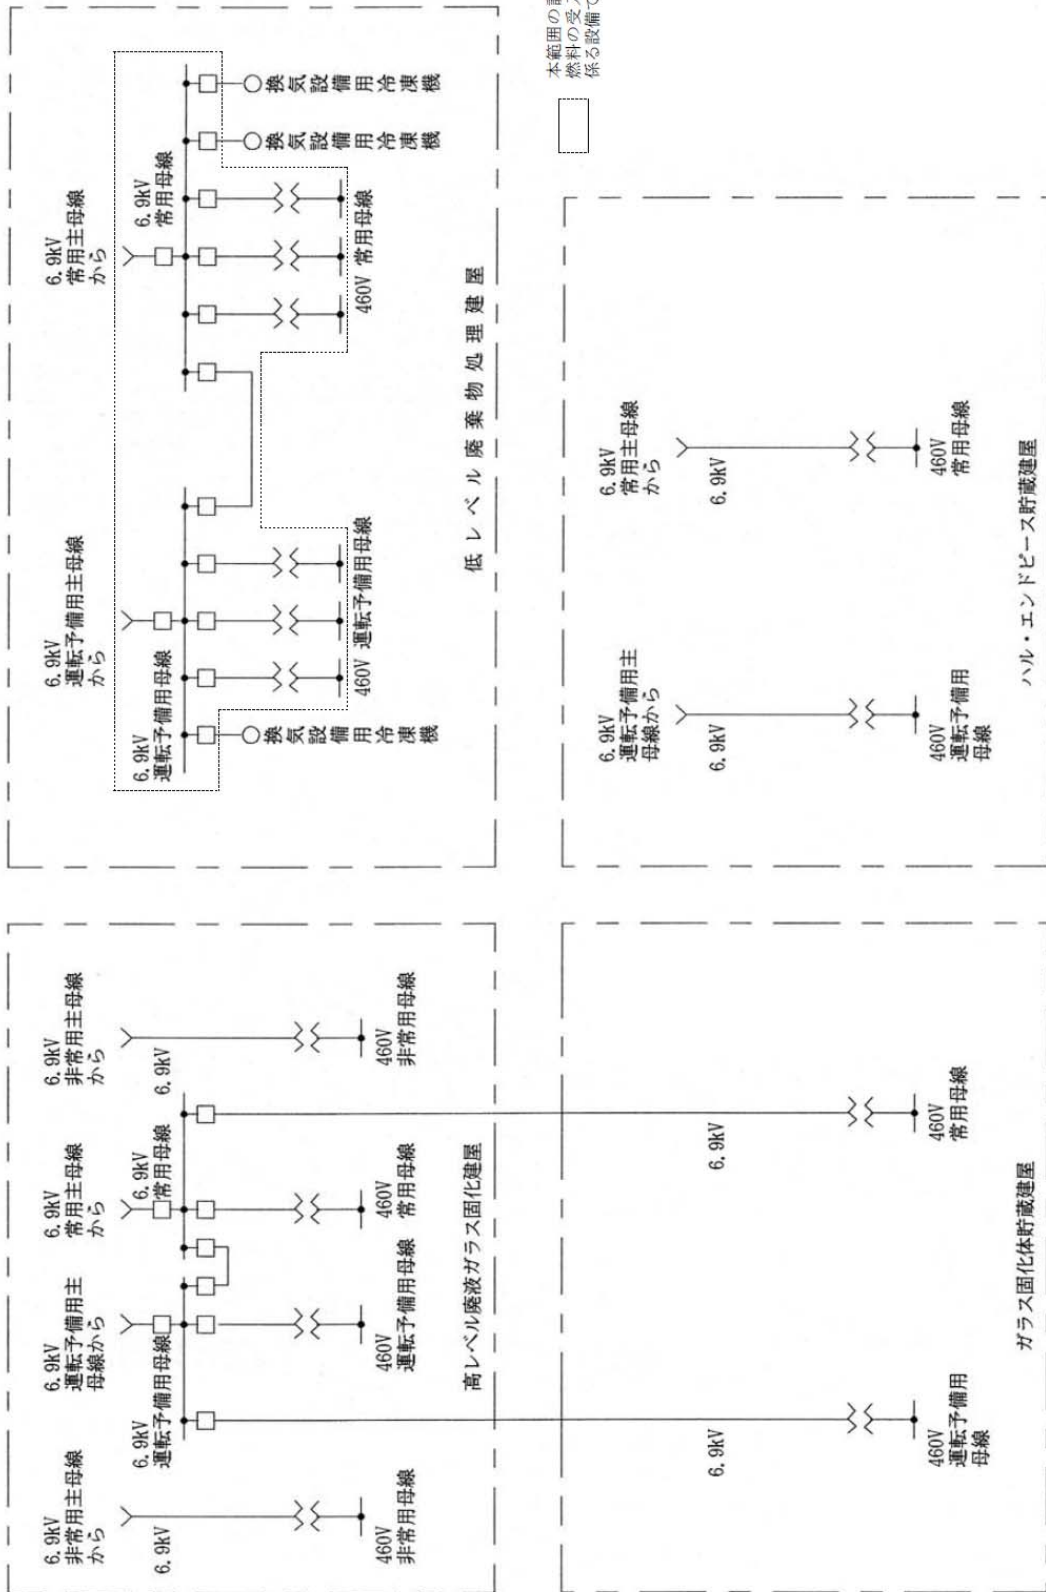 6.9kV
非常用主母線
から
6.9kV
運転予備用主
母線から
6.9kV
常用主母線
から
6.9kV
非常用主母線
から
6.9kV
6.9kV
運転予備用母線
6.9kV
常用母線
6.9kV
460V
非常用母線
460V
運転予備用母線
460V
常用母線
460V
非常用母線
高レベル廃液ガラス固化建屋
6.9kV
運転予備用主母線
から
6.9kV
常用主母線
から
6.9kV
運転予備用母線
6.9kV
常用母線
換気設備用冷凍機
換気設備用冷凍機
換気設備用冷凍機
460V 運転予備用母線
460V 常用母線
低レベル廃棄物処理建屋
6.9kV
6.9kV
460V
運転予備用
母線
460V
常用母線
ガラス固化体貯蔵建屋
6.9kV
運転予備用主
母線から
6.9kV
常用主母線
から
6.9kV
6.9kV
460V
運転予備用
母線
460V
常用母線
ハル・エンドピース貯蔵建屋
本範囲の
燃料の受
係る設備で